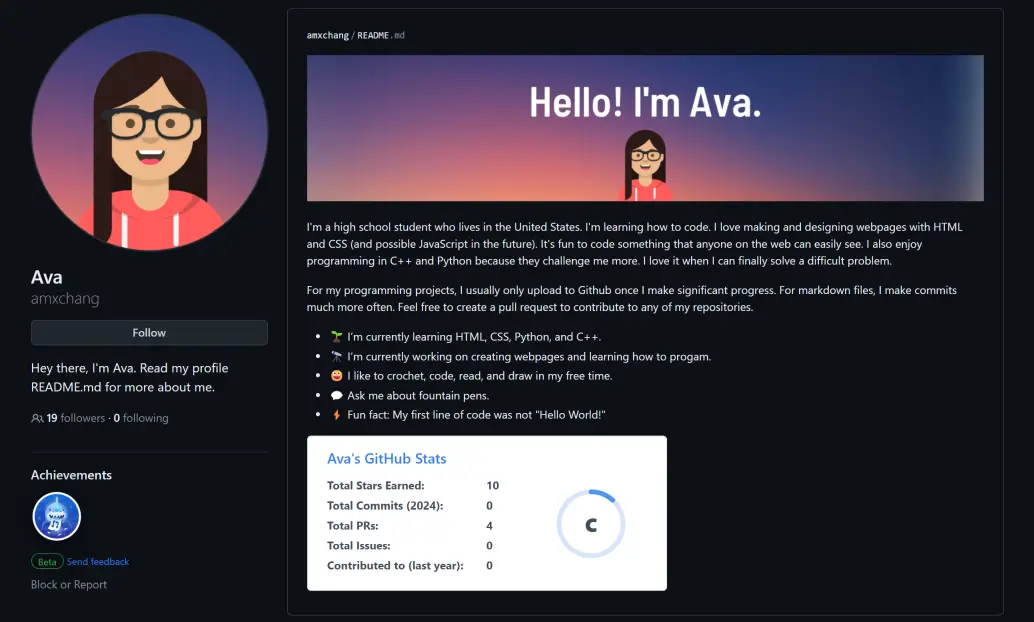 Ava
amxchang
Follow
Hey there, I'm Ava. Read my profile
README.md for more about me.
19 followers · 0 following
Achievements
Beta Send feedback
Block or Report
amxchang/README.md
Hello! I'm Ava.
I'm a high school student who lives in the United States. I'm learning how to code. I love making and designing webpages with HTML
and CSS (and possible JavaScript in the future). It's fun to code something that anyone on the web can easily see. I also enjoy
programming in C++ and Python because they challenge me more. I love it when I can finally solve a difficult problem.
For my programming projects, I usually only upload to Github once I make significant progress. For markdown files, I make commits
much more often. Feel free to create a pull request to contribute to any of my repositories.
• 🌱 I'm currently learning HTML, CSS, Python, and C++.
• 🔭 I'm currently working on creating webpages and learning how to progam.
• 😄 I like to crochet, code, read, and draw in my free time.
• 💬 Ask me about fountain pens.
• ⚡ Fun fact: My first line of code was not "Hello World!"
Ava's GitHub Stats
Total Stars Earned: 10
Total Commits (2024): 0
Total PRs: 4
Total Issues: 0
Contributed to (last year): 0
C